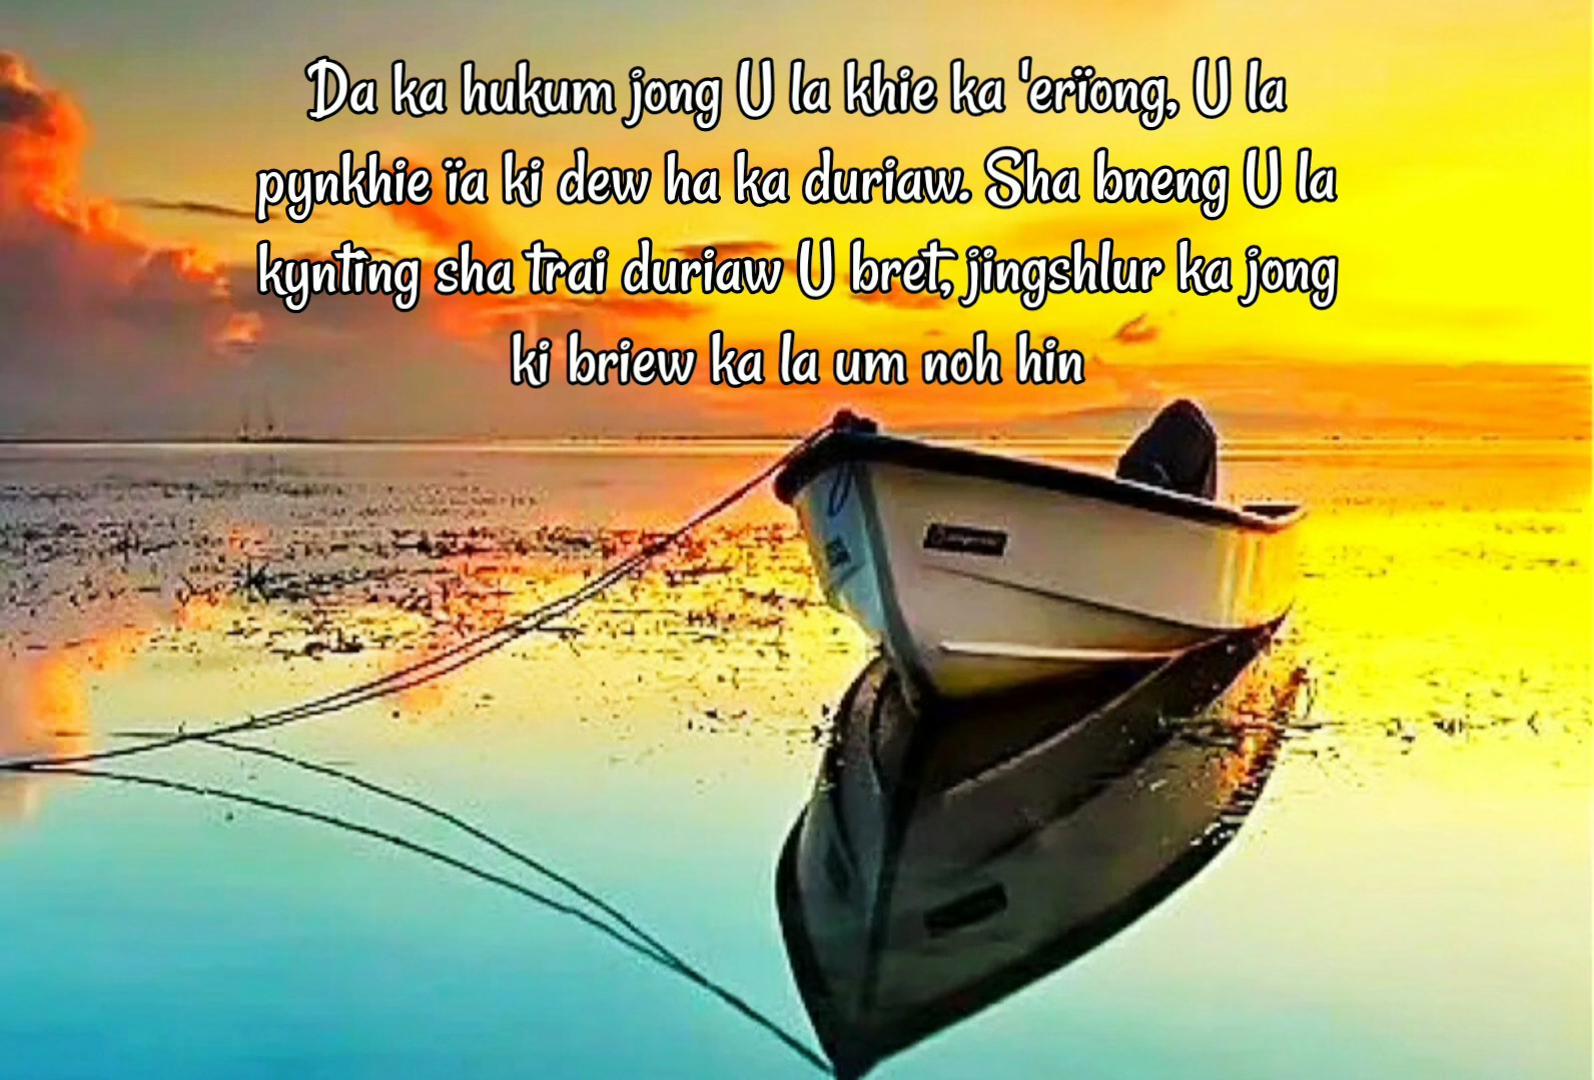 Da ka hukum jong U la khie ka 'erïong, U la
pynkhie ïa ki dew ha ka duriaw. Sha bneng U la
kynting sha trai duriaw U bret, jingshlur ka jong
ki briew ka la um noh hin